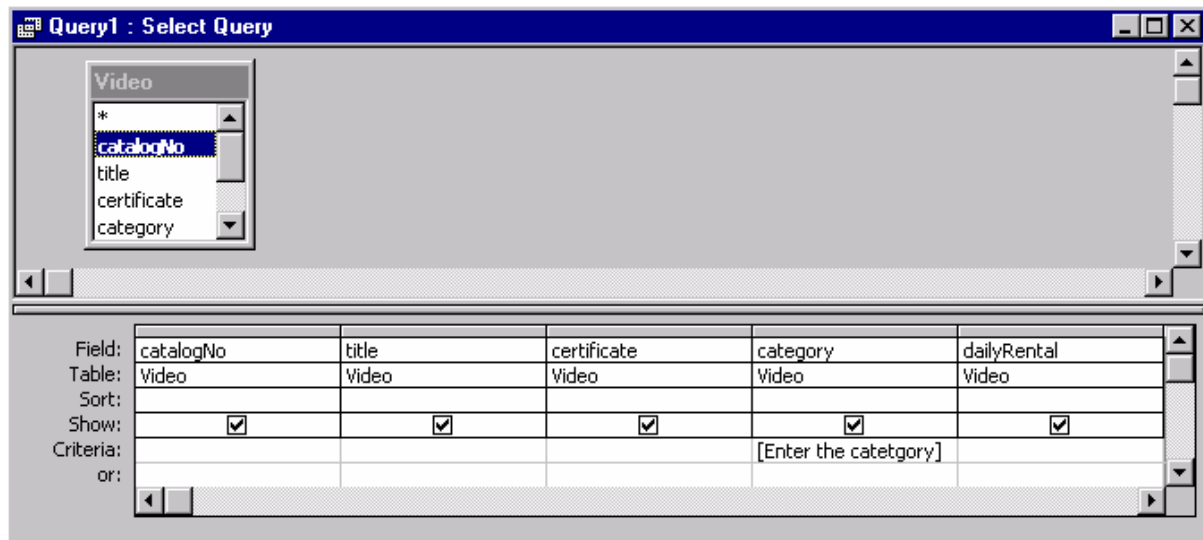 Query1 : Select Query
Video
*
catalogNo
title
certificate
category
Field: catalogNo title certificate category dailyRental
Table: Video Video Video Video Video
Sort:
Show:
Criteria: [Enter the catetgory]
or: